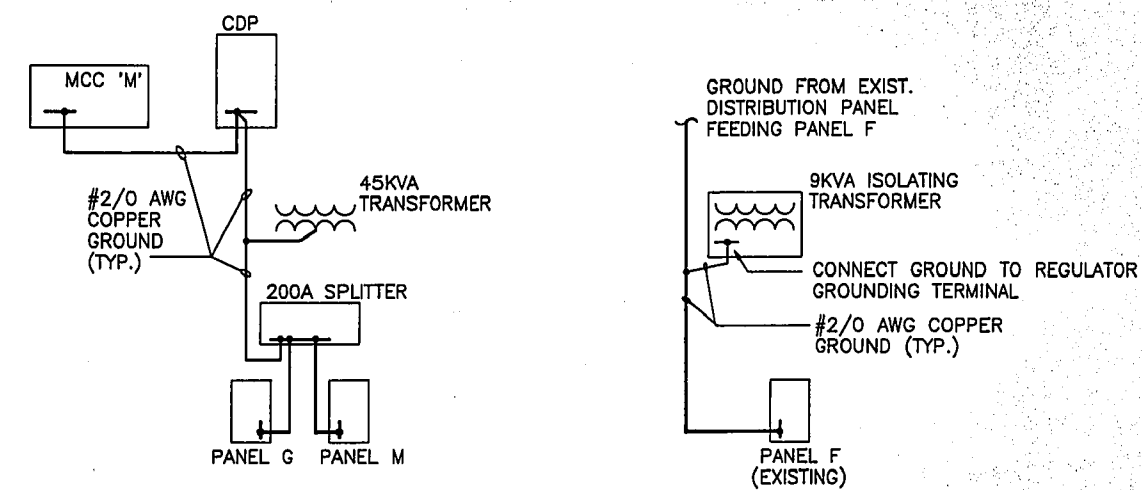 CDP
MCC 'M'
#2/0 AWG
COPPER
GROUND
(TYP.)
45KVA
TRANSFORMER
200A SPLITTER
PANEL G
PANEL M
GROUND FROM EXIST.
DISTRIBUTION PANEL
FEEDING PANEL F
9KVA ISOLATING
TRANSFORMER
CONNECT GROUND TO REGULATOR
GROUNDING TERMINAL
#2/0 AWG COPPER
GROUND (TYP.)
PANEL F
(EXISTING)